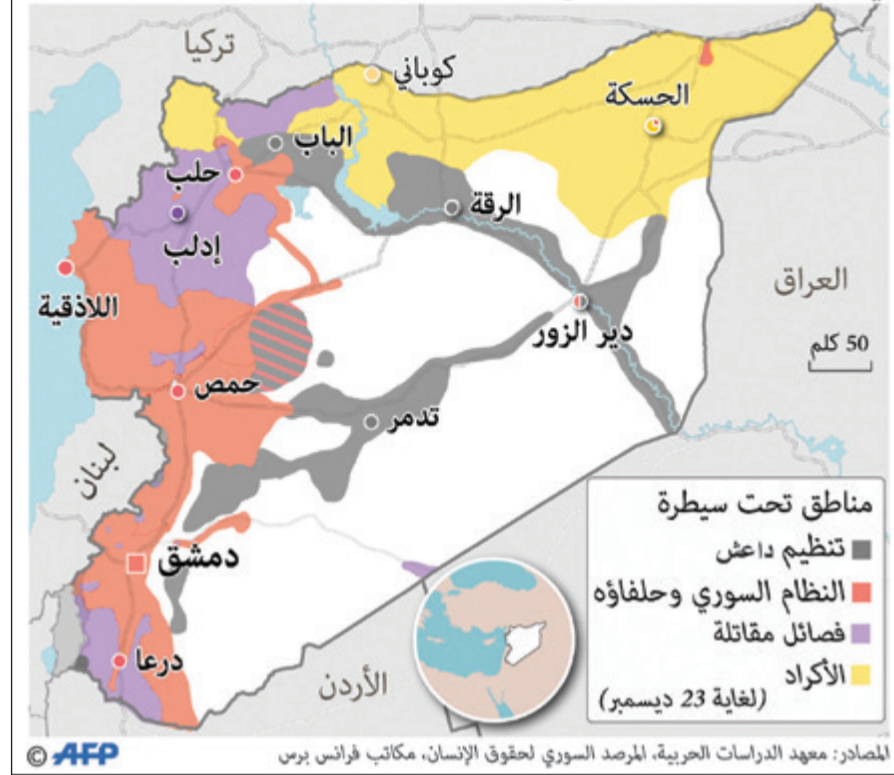 تركيا
كوباني
الحسكة
الباب
حلب
الرقة
إدلب
العراق
اللاذقية
دير الزور
50 كلم
حمص
تدمر
لبنان
دمشق
درعا
الأردن
مناطق تحت سيطرة
تنظيم داعش
النظام السوري وحلفاؤه
فصائل مقاتلة
الأكراد
(لغاية 23 ديسمبر)
المصادر: معهد الدراسات الحربية، المرصد السوري لحقوق الإنسان، مكاتب فرانس برس
© AFP